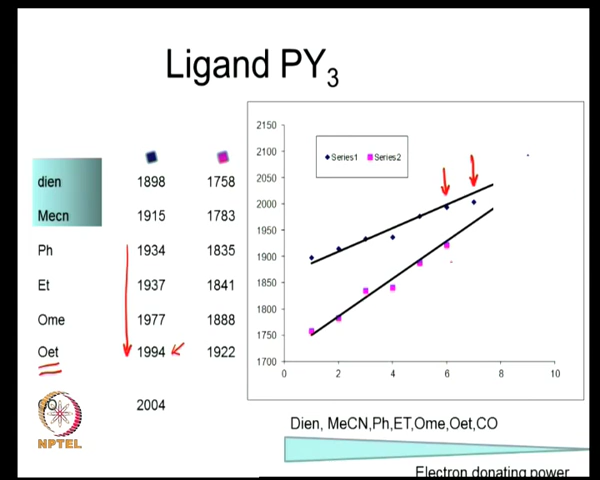 Ligand PY3
dien 1898 1758
Mecn 1915 1783
Ph 1934 1835
Et 1937 1841
Ome 1977 1888
Oet 1994 1922
CO 2004
NPTEL
Series1 Series2
2150
2100
2050
2000
1950
1900
1850
1800
1750
1700
0 2 4 6 8 10
Dien, MeCN,Ph,ET,Ome,Oet,CO
Electron donating power